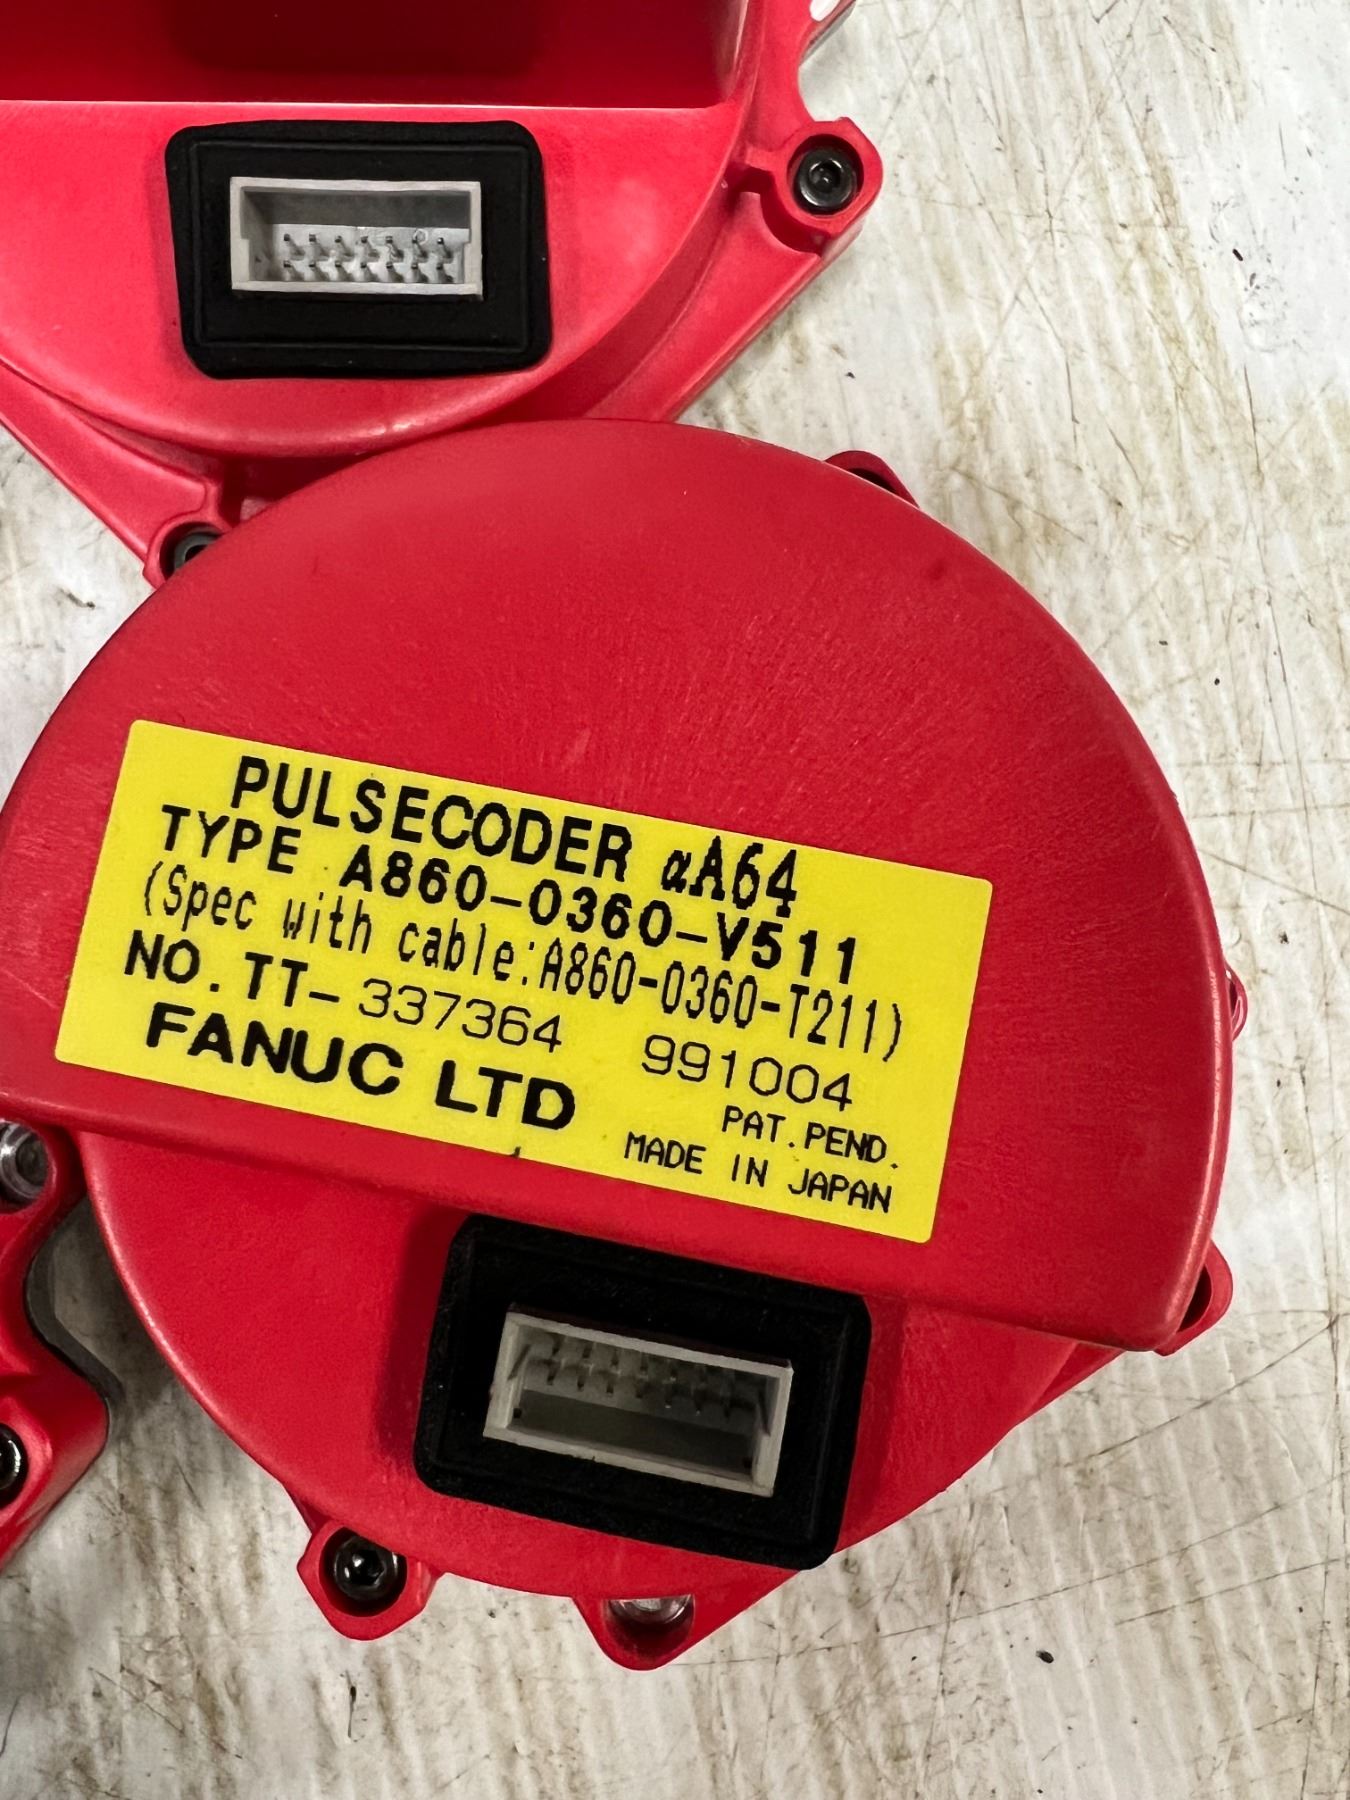 PULSECODER αA64
TYPE A860-0360-V511
(Spec with cable:A860-0360-T211)
NO.TT-337364 991004
FANUC LTD PAT.PEND.
MADE IN JAPAN